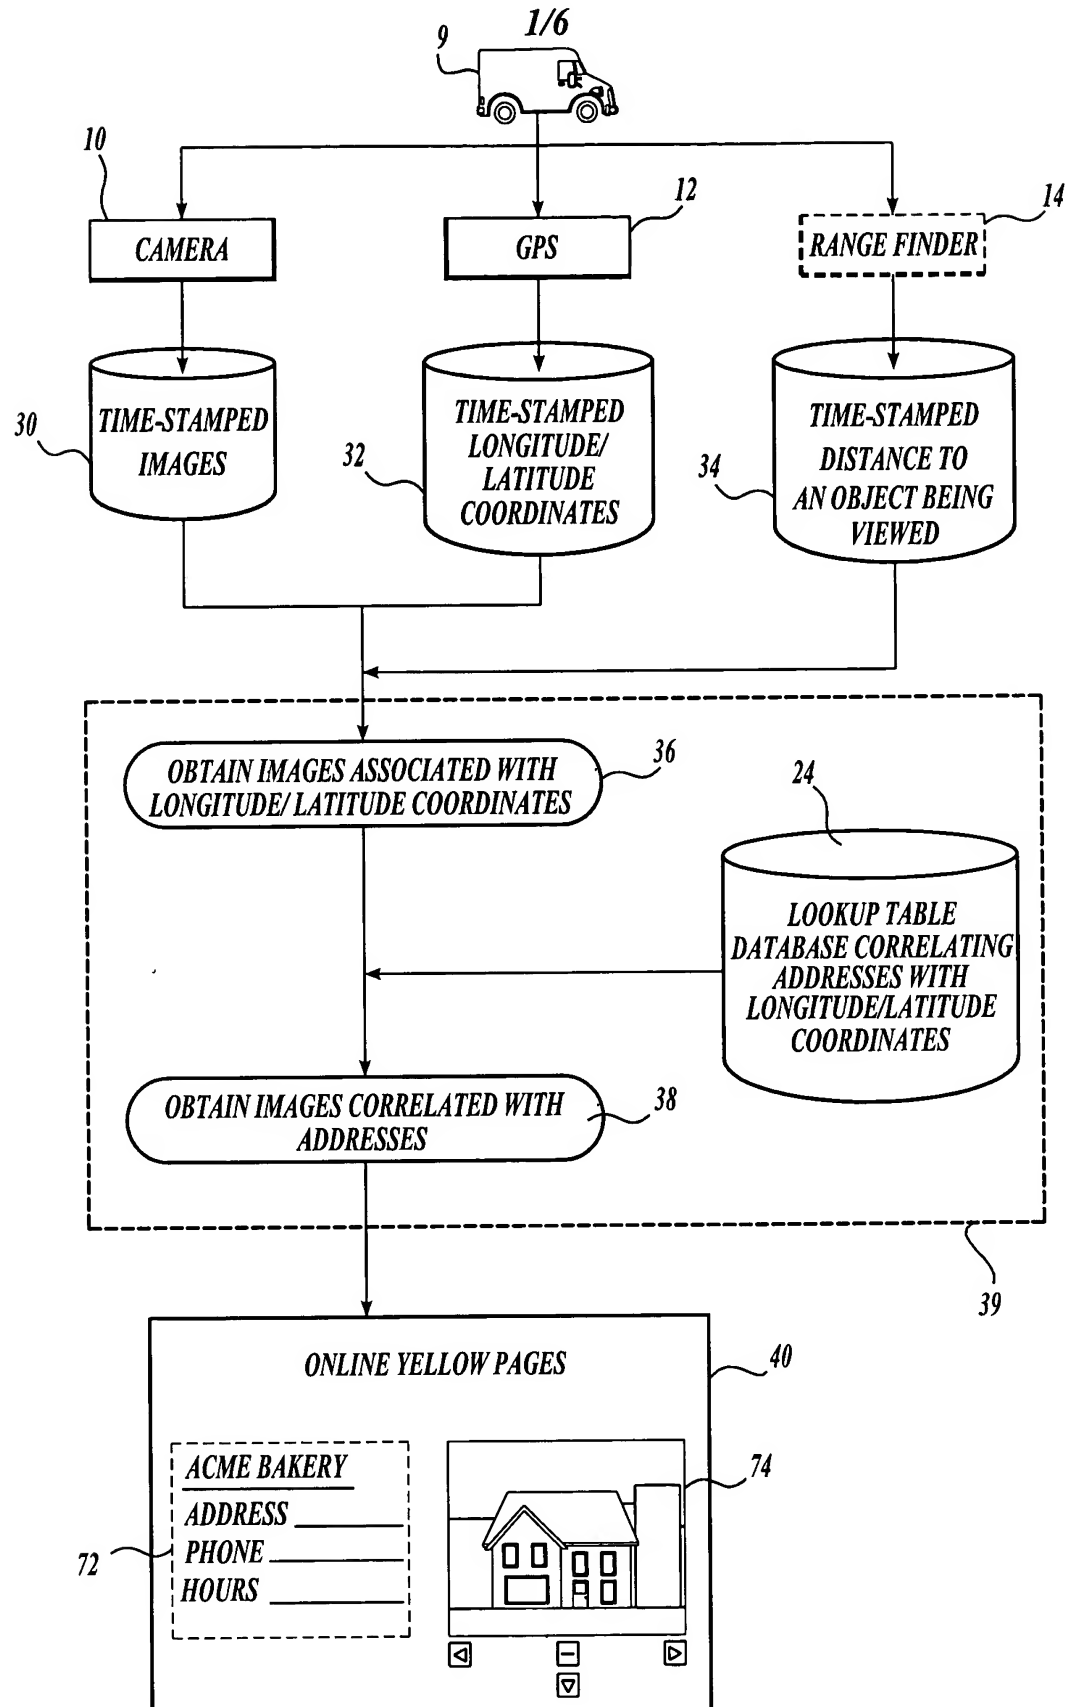 1/6
9
10
12
14
CAMERA
GPS
RANGE FINDER
30
TIME-STAMPED
IMAGES
32
TIME-STAMPED
LONGITUDE/
LATITUDE
COORDINATES
34
TIME-STAMPED
DISTANCE TO
AN OBJECT BEING
VIEWED
OBTAIN IMAGES ASSOCIATED WITH
LONGITUDE/ LATITUDE COORDINATES
36
24
LOOKUP TABLE
DATABASE CORRELATING
ADDRESSES WITH
LONGITUDE/LATITUDE
COORDINATES
OBTAIN IMAGES CORRELATED WITH
ADDRESSES
38
39
ONLINE YELLOW PAGES
40
ACME BAKERY
ADDRESS
PHONE
HOURS
72
74